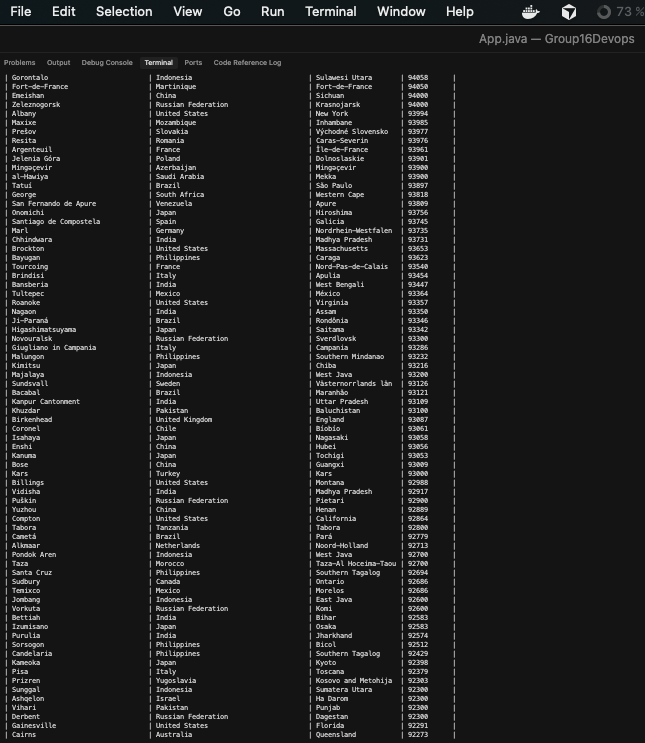 File Edit Selection View Go Run Terminal Window Help 73 %
App.java — Group16Devops
Problems Output Debug Console Terminal Ports Code Reference Log
| Gorontalo | Indonesia | Sulawesi Utara | 94058 |
| Fort-de-France | Martinique | Fort-de-France | 94050 |
| Emeishan | China | Sichuan | 94000 |
| Zeleznogorsk | Russian Federation | Krasnojarsk | 94000 |
| Albany | United States | New York | 93994 |
| Maxixe | Mozambique | Inhambane | 93985 |
| Prešov | Slovakia | Východné Slovensko | 93977 |
| Resita | Romania | Caras-Severin | 93976 |
| Argenteuil | France | Île-de-France | 93961 |
| Jelenia Góra | Poland | Dolnoslaskie | 93901 |
| Mingəçevir | Azerbaijan | Mingəçevir | 93900 |
| al-Hawiya | Saudi Arabia | Mekka | 93900 |
| Tatuí | Brazil | São Paulo | 93897 |
| George | South Africa | Western Cape | 93818 |
| San Fernando de Apure | Venezuela | Apure | 93809 |
| Onomichi | Japan | Hiroshima | 93756 |
| Santiago de Compostela | Spain | Galicia | 93745 |
| Marl | Germany | Nordrhein-Westfalen | 93735 |
| Chhindwara | India | Madhya Pradesh | 93731 |
| Brockton | United States | Massachusetts | 93653 |
| Bayugan | Philippines | Caraga | 93623 |
| Tourcoing | France | Nord-Pas-de-Calais | 93540 |
| Brindisi | Italy | Apulia | 93454 |
| Bansberia | India | West Bengali | 93447 |
| Tultepec | Mexico | México | 93364 |
| Roanoke | United States | Virginia | 93357 |
| Nagaon | India | Assam | 93350 |
| Ji-Paraná | Brazil | Rondônia | 93346 |
| Higashimatsuyama | Japan | Saitama | 93342 |
| Novouralsk | Russian Federation | Sverdlovsk | 93300 |
| Giugliano in Campania | Italy | Campania | 93286 |
| Malungon | Philippines | Southern Mindanao | 93232 |
| Kimitsu | Japan | Chiba | 93216 |
| Majalaya | Indonesia | West Java | 93200 |
| Sundsvall | Sweden | Västernorrlands län | 93126 |
| Bacabal | Brazil | Maranhão | 93121 |
| Kanpur Cantonment | India | Uttar Pradesh | 93109 |
| Khuzdar | Pakistan | Baluchistan | 93100 |
| Birkenhead | United Kingdom | England | 93087 |
| Coronel | Chile | Bíobío | 93061 |
| Isahaya | Japan | Nagasaki | 93058 |
| Enshi | China | Hubei | 93056 |
| Kanuma | Japan | Tochigi | 93053 |
| Bose | China | Guangxi | 93009 |
| Kars | Turkey | Kars | 93000 |
| Billings | United States | Montana | 92988 |
| Vidisha | India | Madhya Pradesh | 92917 |
| Puškin | Russian Federation | Pietari | 92900 |
| Yuzhou | China | Henan | 92889 |
| Compton | United States | California | 92864 |
| Tabora | Tanzania | Tabora | 92800 |
| Cametá | Brazil | Pará | 92779 |
| Alkmaar | Netherlands | Noord-Holland | 92713 |
| Pondok Aren | Indonesia | West Java | 92700 |
| Taza | Morocco | Taza-Al Hoceima-Taou | 92700 |
| Santa Cruz | Philippines | Southern Tagalog | 92694 |
| Sudbury | Canada | Ontario | 92686 |
| Temixco | Mexico | Morelos | 92686 |
| Jombang | Indonesia | East Java | 92600 |
| Vorkuta | Russian Federation | Komi | 92600 |
| Bettiah | India | Bihar | 92583 |
| Izumisano | Japan | Osaka | 92583 |
| Purulia | India | Jharkhand | 92574 |
| Sorsogon | Philippines | Bicol | 92512 |
| Candelaria | Philippines | Southern Tagalog | 92429 |
| Kameoka | Japan | Kyoto | 92398 |
| Pisa | Italy | Toscana | 92379 |
| Prizren | Yugoslavia | Kosovo and Metohija | 92303 |
| Sunggal | Indonesia | Sumatera Utara | 92300 |
| Ashqelon | Israel | Ha Darom | 92300 |
| Vihari | Pakistan | Punjab | 92300 |
| Derbent | Russian Federation | Dagestan | 92300 |
| Gainesville | United States | Florida | 92291 |
| Cairns | Australia | Queensland | 92273 |